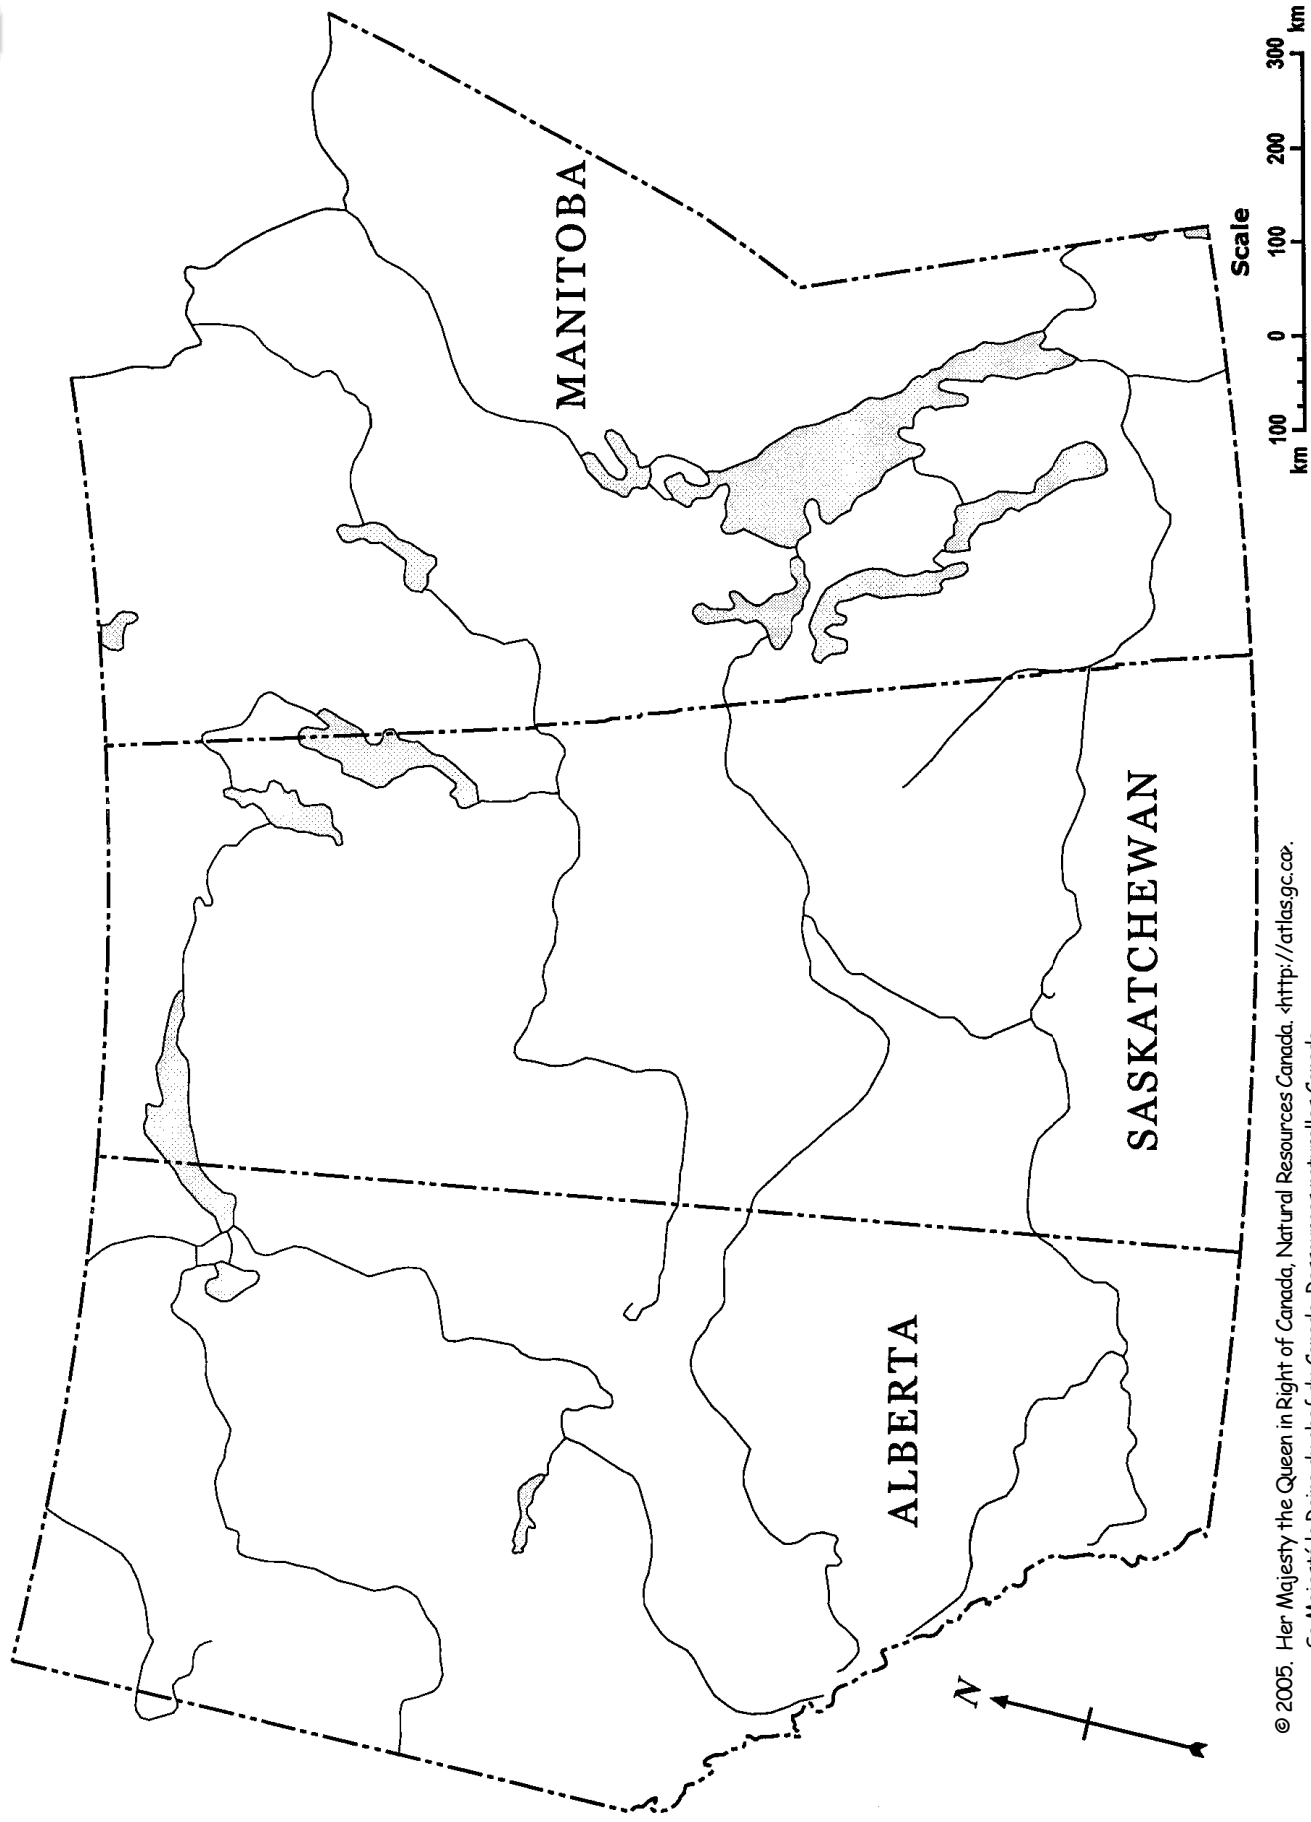 MANITOBA
SASKATCHEWAN
ALBERTA
N
Scale
100 0 100 200 300
km km
© 2005. Her Majesty the Queen in Right of Canada, Natural Resources Canada. <http://atlas.gc.ca>.